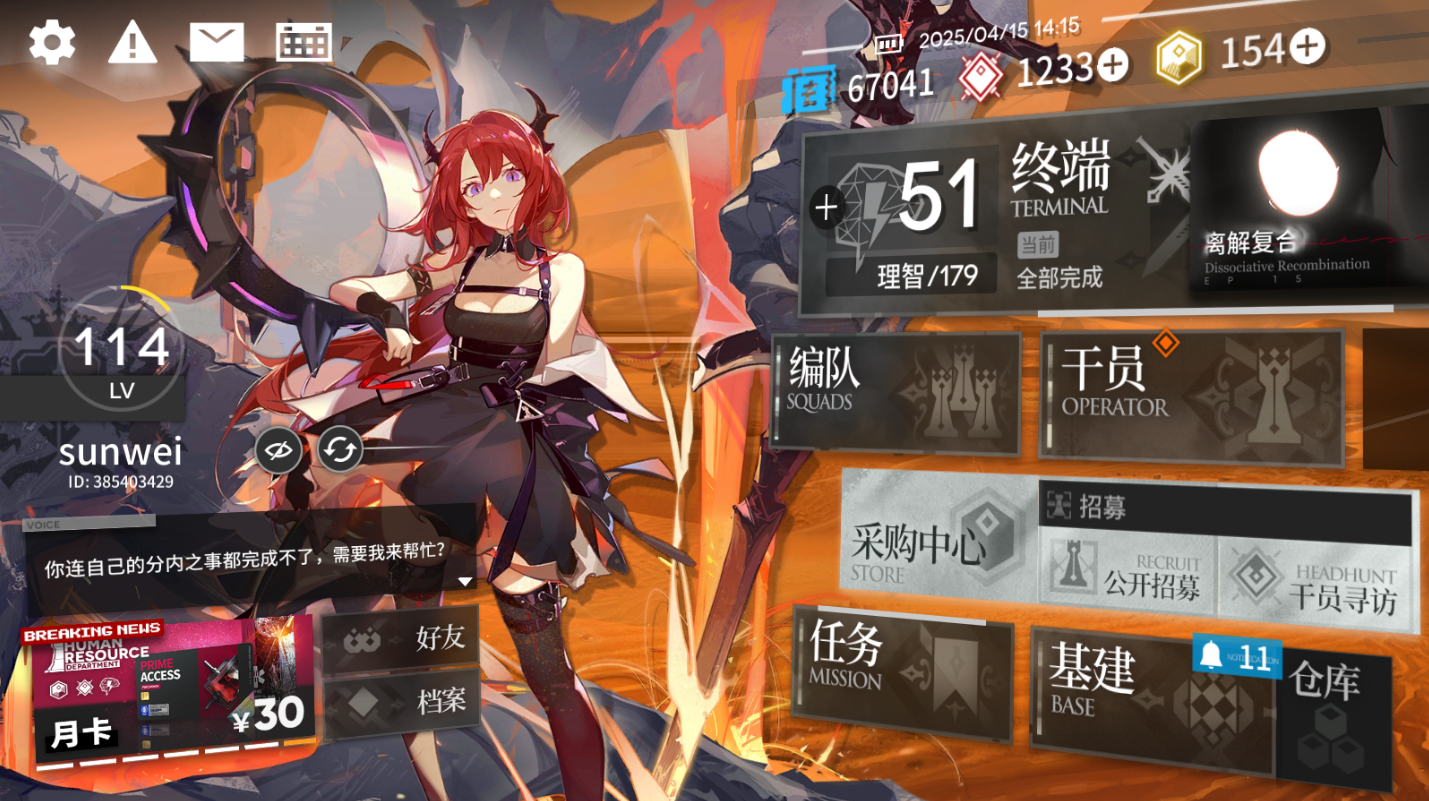 2025/04/15 14:15
67041
1233
154
51
理智/179
终端
TERMINAL
当前
全部完成
离解复合
Dissociative Recombination
EP 15
编队
SQUADS
干员
OPERATOR
114
LV
sunwei
ID: 385403429
VOICE
你连自己的分内之事都完成不了，需要我来帮忙？
采购中心
STORE
招募
RECRUIT
公开招募
HEADHUNT
干员寻访
BREAKING NEWS
HUMAN
RESOURCE
DEPARTMENT
PRIME
ACCESS
¥30
月卡
好友
档案
任务
MISSION
基建
BASE
11
仓库